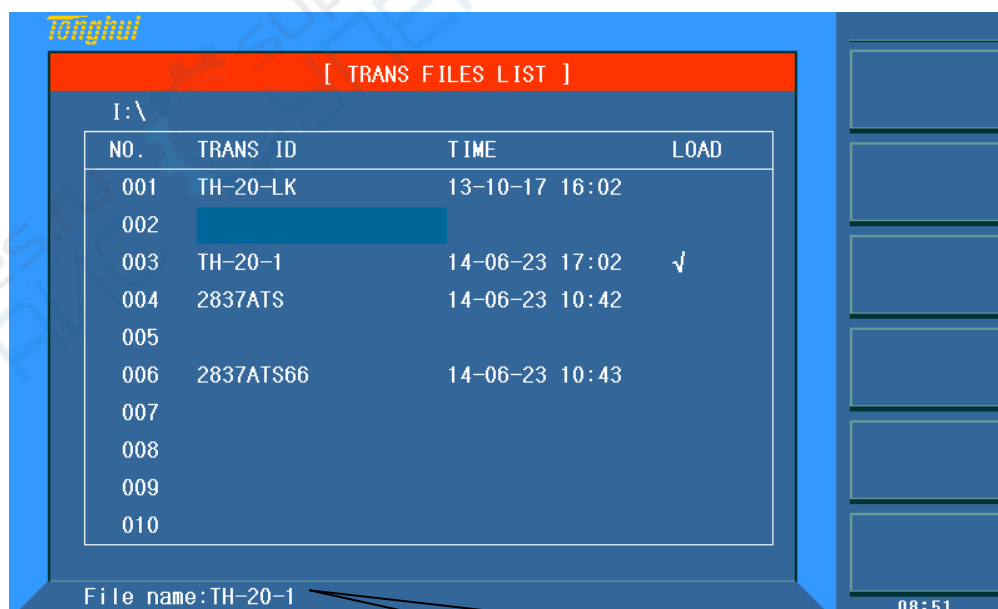 Tonghui
[ TRANS FILES LIST ]
I:\
NO. TRANS ID TIME LOAD
001 TH-20-LK 13-10-17 16:02
002
003 TH-20-1 14-06-23 17:02 √
004 2837ATS 14-06-23 10:42
005
006 2837ATS66 14-06-23 10:43
007
008
009
010
File name:TH-20-1
08:51